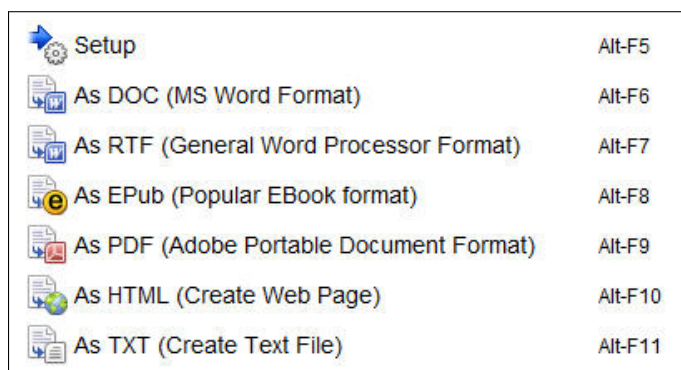 Setup Alt-F5
As DOC (MS Word Format) Alt-F6
As RTF (General Word Processor Format) Alt-F7
As EPub (Popular EBook format) Alt-F8
As PDF (Adobe Portable Document Format) Alt-F9
As HTML (Create Web Page) Alt-F10
As TXT (Create Text File) Alt-F11